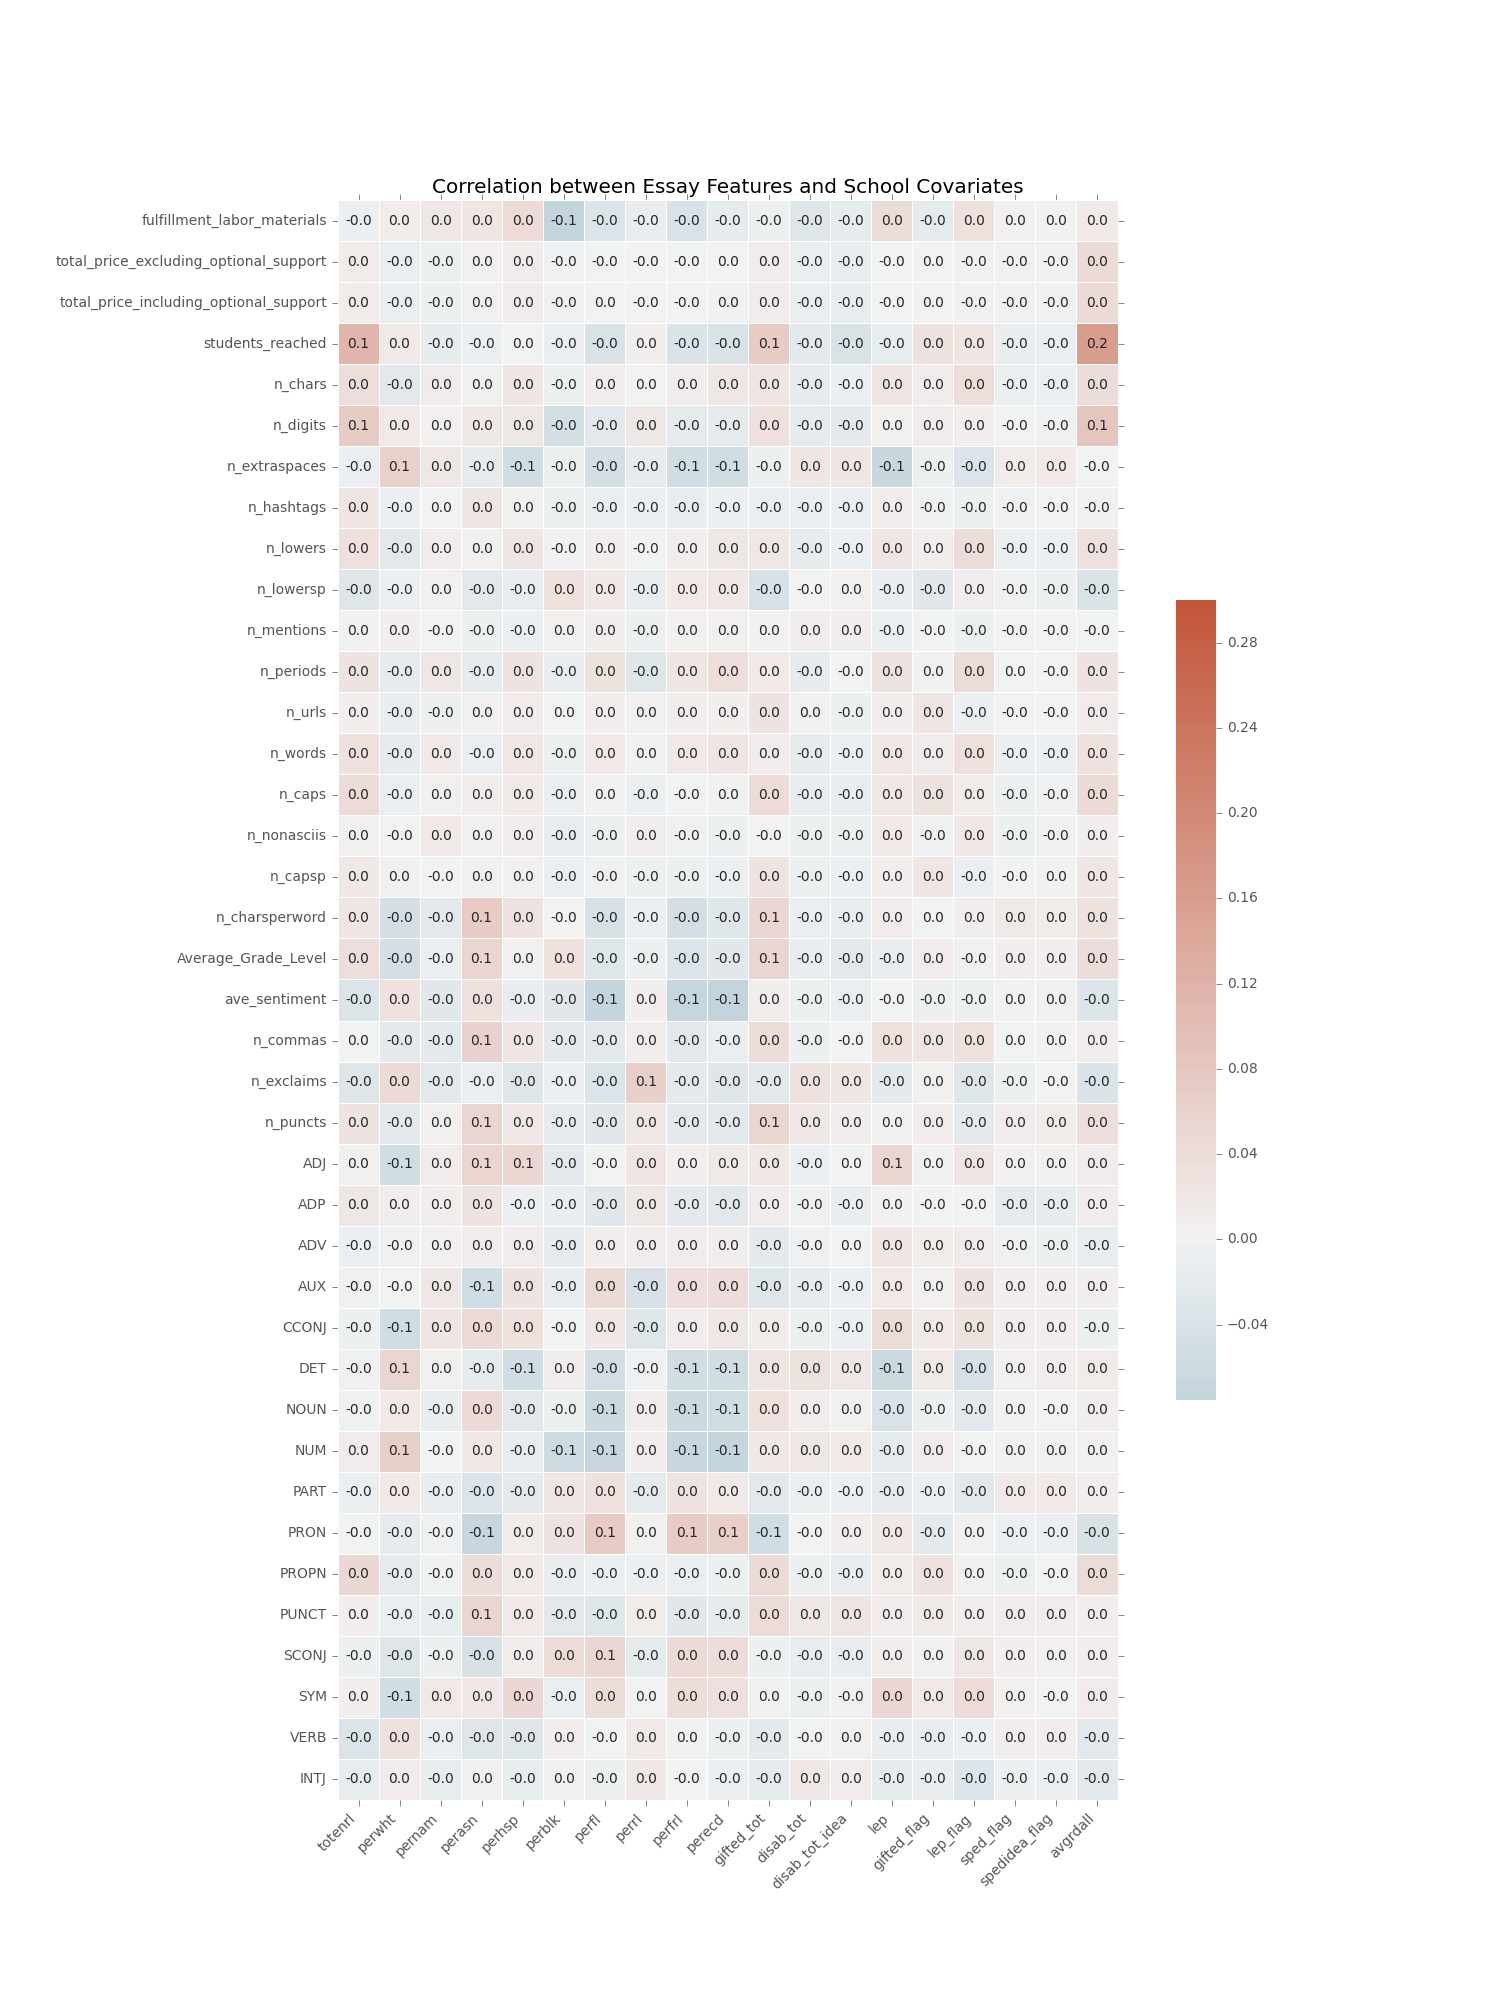 Correlation between Essay Features and School Covariates
fulfillment_labor_materials -0.0 0.0 0.0 0.0 0.0 -0.1 -0.0 -0.0 -0.0 -0.0 -0.0 -0.0 -0.0 0.0 -0.0 0.0 0.0 0.0 0.0
total_price_excluding_optional_support 0.0 -0.0 -0.0 0.0 0.0 -0.0 -0.0 -0.0 -0.0 0.0 0.0 -0.0 -0.0 -0.0 0.0 -0.0 -0.0 -0.0 0.0
total_price_including_optional_support 0.0 -0.0 -0.0 0.0 0.0 -0.0 0.0 0.0 -0.0 0.0 0.0 -0.0 -0.0 -0.0 0.0 -0.0 -0.0 -0.0 0.0
students_reached 0.1 0.0 -0.0 -0.0 0.0 -0.0 -0.0 0.0 -0.0 -0.0 0.1 -0.0 -0.0 -0.0 0.0 0.0 -0.0 -0.0 0.2
n_chars 0.0 -0.0 0.0 0.0 0.0 -0.0 0.0 0.0 0.0 0.0 0.0 -0.0 -0.0 0.0 0.0 0.0 -0.0 -0.0 0.0
n_digits 0.1 0.0 0.0 0.0 0.0 -0.0 -0.0 0.0 -0.0 -0.0 0.0 -0.0 -0.0 0.0 0.0 0.0 -0.0 -0.0 0.1
n_extraspaces -0.0 0.1 0.0 -0.0 -0.1 -0.0 -0.0 -0.0 -0.1 -0.1 -0.0 0.0 0.0 -0.1 -0.0 -0.0 0.0 0.0 -0.0
n_hashtags 0.0 -0.0 0.0 0.0 0.0 -0.0 -0.0 -0.0 -0.0 -0.0 -0.0 -0.0 -0.0 0.0 -0.0 -0.0 -0.0 -0.0 -0.0
n_lowers 0.0 -0.0 0.0 0.0 0.0 -0.0 0.0 -0.0 0.0 0.0 0.0 -0.0 -0.0 0.0 0.0 0.0 -0.0 -0.0 0.0
n_lowersp -0.0 -0.0 0.0 -0.0 -0.0 0.0 0.0 -0.0 0.0 0.0 -0.0 -0.0 0.0 -0.0 -0.0 0.0 -0.0 0.0 -0.0
n_mentions 0.0 0.0 -0.0 -0.0 -0.0 0.0 0.0 -0.0 0.0 0.0 0.0 0.0 0.0 -0.0 -0.0 -0.0 -0.0 -0.0 -0.0
n_periods 0.0 -0.0 0.0 -0.0 0.0 -0.0 0.0 -0.0 0.0 0.0 0.0 -0.0 -0.0 0.0 -0.0 0.0 -0.0 -0.0 0.0
n_urls 0.0 -0.0 -0.0 0.0 0.0 0.0 0.0 0.0 0.0 0.0 0.0 0.0 -0.0 0.0 0.0 -0.0 -0.0 -0.0 0.0
n_words 0.0 -0.0 0.0 -0.0 0.0 -0.0 0.0 -0.0 0.0 0.0 0.0 -0.0 -0.0 0.0 0.0 0.0 -0.0 -0.0 0.0
n_caps 0.0 -0.0 0.0 0.0 0.0 -0.0 0.0 -0.0 -0.0 0.0 0.0 -0.0 -0.0 0.0 0.0 0.0 -0.0 -0.0 0.0
n_nonasciis 0.0 -0.0 0.0 0.0 0.0 -0.0 -0.0 0.0 -0.0 -0.0 -0.0 -0.0 -0.0 0.0 -0.0 0.0 -0.0 -0.0 0.0
n_capsp 0.0 0.0 -0.0 0.0 0.0 -0.0 -0.0 -0.0 -0.0 -0.0 0.0 -0.0 -0.0 0.0 0.0 -0.0 -0.0 0.0 0.0
n_charsperword 0.0 -0.0 -0.0 0.1 0.0 -0.0 -0.0 0.0 -0.0 -0.0 0.1 -0.0 -0.0 0.0 0.0 0.0 0.0 0.0 0.0
Average_Grade_Level 0.0 -0.0 -0.0 0.1 0.0 0.0 -0.0 -0.0 -0.0 -0.0 0.1 -0.0 -0.0 -0.0 0.0 -0.0 0.0 0.0 0.0
ave_sentiment -0.0 0.0 -0.0 0.0 -0.0 -0.0 -0.1 0.0 -0.1 -0.1 0.0 -0.0 -0.0 -0.0 -0.0 -0.0 0.0 0.0 -0.0
n_commas 0.0 -0.0 -0.0 0.1 0.0 -0.0 -0.0 0.0 -0.0 -0.0 0.0 -0.0 -0.0 0.0 0.0 0.0 0.0 0.0 0.0
n_exclaims -0.0 0.0 -0.0 -0.0 -0.0 -0.0 -0.0 0.1 -0.0 -0.0 -0.0 0.0 0.0 -0.0 0.0 -0.0 -0.0 -0.0 -0.0
n_puncts 0.0 -0.0 0.0 0.1 0.0 -0.0 -0.0 0.0 -0.0 -0.0 0.1 0.0 0.0 0.0 0.0 -0.0 0.0 0.0 0.0
ADJ 0.0 -0.1 0.0 0.1 0.1 -0.0 -0.0 0.0 0.0 0.0 0.0 -0.0 0.0 0.1 0.0 0.0 0.0 0.0 0.0
ADP 0.0 0.0 0.0 0.0 -0.0 -0.0 -0.0 0.0 -0.0 -0.0 0.0 -0.0 -0.0 0.0 -0.0 -0.0 -0.0 -0.0 0.0
ADV -0.0 -0.0 0.0 0.0 0.0 -0.0 0.0 0.0 0.0 0.0 -0.0 -0.0 0.0 0.0 0.0 0.0 -0.0 -0.0 -0.0
AUX -0.0 -0.0 0.0 -0.1 0.0 -0.0 0.0 -0.0 0.0 0.0 -0.0 -0.0 -0.0 0.0 -0.0 0.0 0.0 0.0 0.0
CCONJ -0.0 -0.1 0.0 0.0 0.0 -0.0 0.0 -0.0 0.0 0.0 0.0 -0.0 -0.0 0.0 0.0 0.0 0.0 0.0 -0.0
DET -0.0 0.1 0.0 -0.0 -0.1 0.0 -0.0 -0.0 -0.1 -0.1 0.0 0.0 0.0 -0.1 0.0 -0.0 0.0 0.0 0.0
NOUN -0.0 0.0 -0.0 0.0 -0.0 -0.0 -0.1 0.0 -0.1 -0.1 0.0 0.0 0.0 -0.0 -0.0 -0.0 0.0 -0.0 0.0
NUM 0.0 0.1 -0.0 0.0 -0.0 -0.1 -0.1 0.0 -0.1 -0.1 0.0 0.0 0.0 -0.0 0.0 -0.0 0.0 0.0 0.0
PART -0.0 0.0 -0.0 -0.0 -0.0 0.0 0.0 -0.0 0.0 0.0 -0.0 -0.0 -0.0 -0.0 -0.0 -0.0 0.0 0.0 0.0
PRON -0.0 -0.0 -0.0 -0.1 0.0 0.0 0.1 0.0 0.1 0.1 -0.1 -0.0 0.0 0.0 -0.0 0.0 -0.0 -0.0 -0.0
PROPN 0.0 -0.0 -0.0 0.0 0.0 -0.0 -0.0 -0.0 -0.0 -0.0 0.0 -0.0 -0.0 0.0 0.0 0.0 -0.0 -0.0 0.0
PUNCT 0.0 -0.0 -0.0 0.1 0.0 -0.0 -0.0 0.0 -0.0 -0.0 0.0 0.0 0.0 0.0 0.0 0.0 0.0 0.0 0.0
SCONJ -0.0 -0.0 -0.0 -0.0 0.0 0.0 0.1 -0.0 0.0 0.0 -0.0 -0.0 -0.0 0.0 0.0 0.0 0.0 0.0 0.0
SYM 0.0 -0.1 0.0 0.0 0.0 -0.0 0.0 0.0 0.0 0.0 0.0 -0.0 -0.0 0.0 0.0 0.0 0.0 -0.0 0.0
VERB -0.0 0.0 -0.0 -0.0 -0.0 0.0 -0.0 0.0 0.0 -0.0 -0.0 -0.0 0.0 -0.0 -0.0 -0.0 0.0 0.0 -0.0
INTJ -0.0 0.0 -0.0 0.0 -0.0 0.0 -0.0 0.0 -0.0 -0.0 -0.0 0.0 0.0 -0.0 -0.0 -0.0 -0.0 -0.0 -0.0
totenrl perwht pernam perasn perhsp perblk perfl perrl perfrl perecd gifted_tot disab_tot disab_tot_idea lep gifted_flag lep_flag sped_flag spedidea_flag avgrdall
0.28
0.24
0.20
0.16
0.12
0.08
0.04
0.00
−0.04